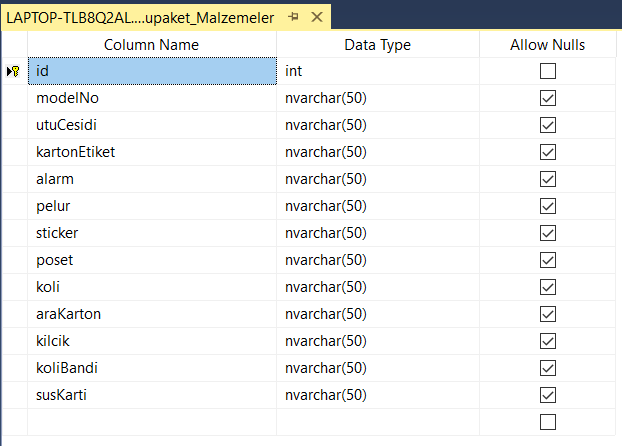 LAPTOP-TLB8Q2AL....upaket_Malzemeler
Column Name Data Type Allow Nulls
id int
modelNo nvarchar(50)
utuCesidi nvarchar(50)
kartonEtiket nvarchar(50)
alarm nvarchar(50)
pelur nvarchar(50)
sticker nvarchar(50)
poset nvarchar(50)
koli nvarchar(50)
araKarton nvarchar(50)
kilcik nvarchar(50)
koliBandi nvarchar(50)
susKarti nvarchar(50)